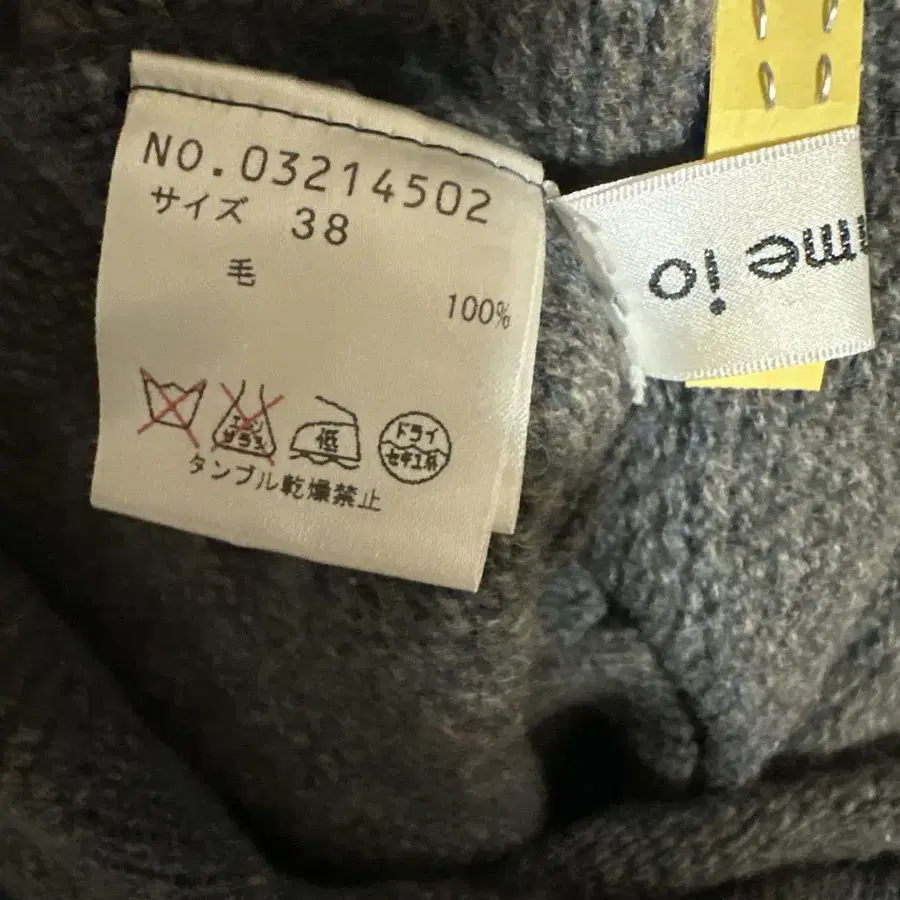 NO.03214502
サイズ 38
毛
100%
エンソ
サラシ
低
ドライ
セキユ系
タンブル乾燥禁止
me io